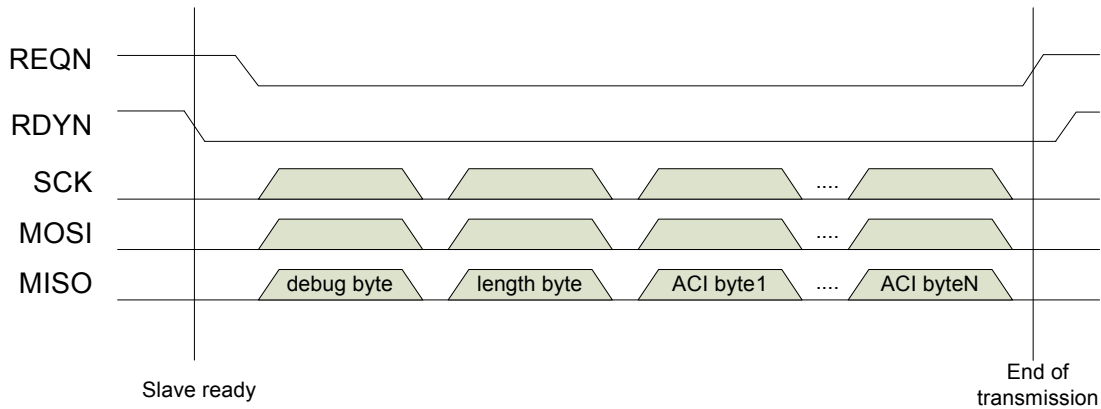 REQN
RDYN
SCK
....
MOSI
....
MISO
debug byte
length byte
ACI byte1
....
ACI byteN
Slave ready
End of
transmission